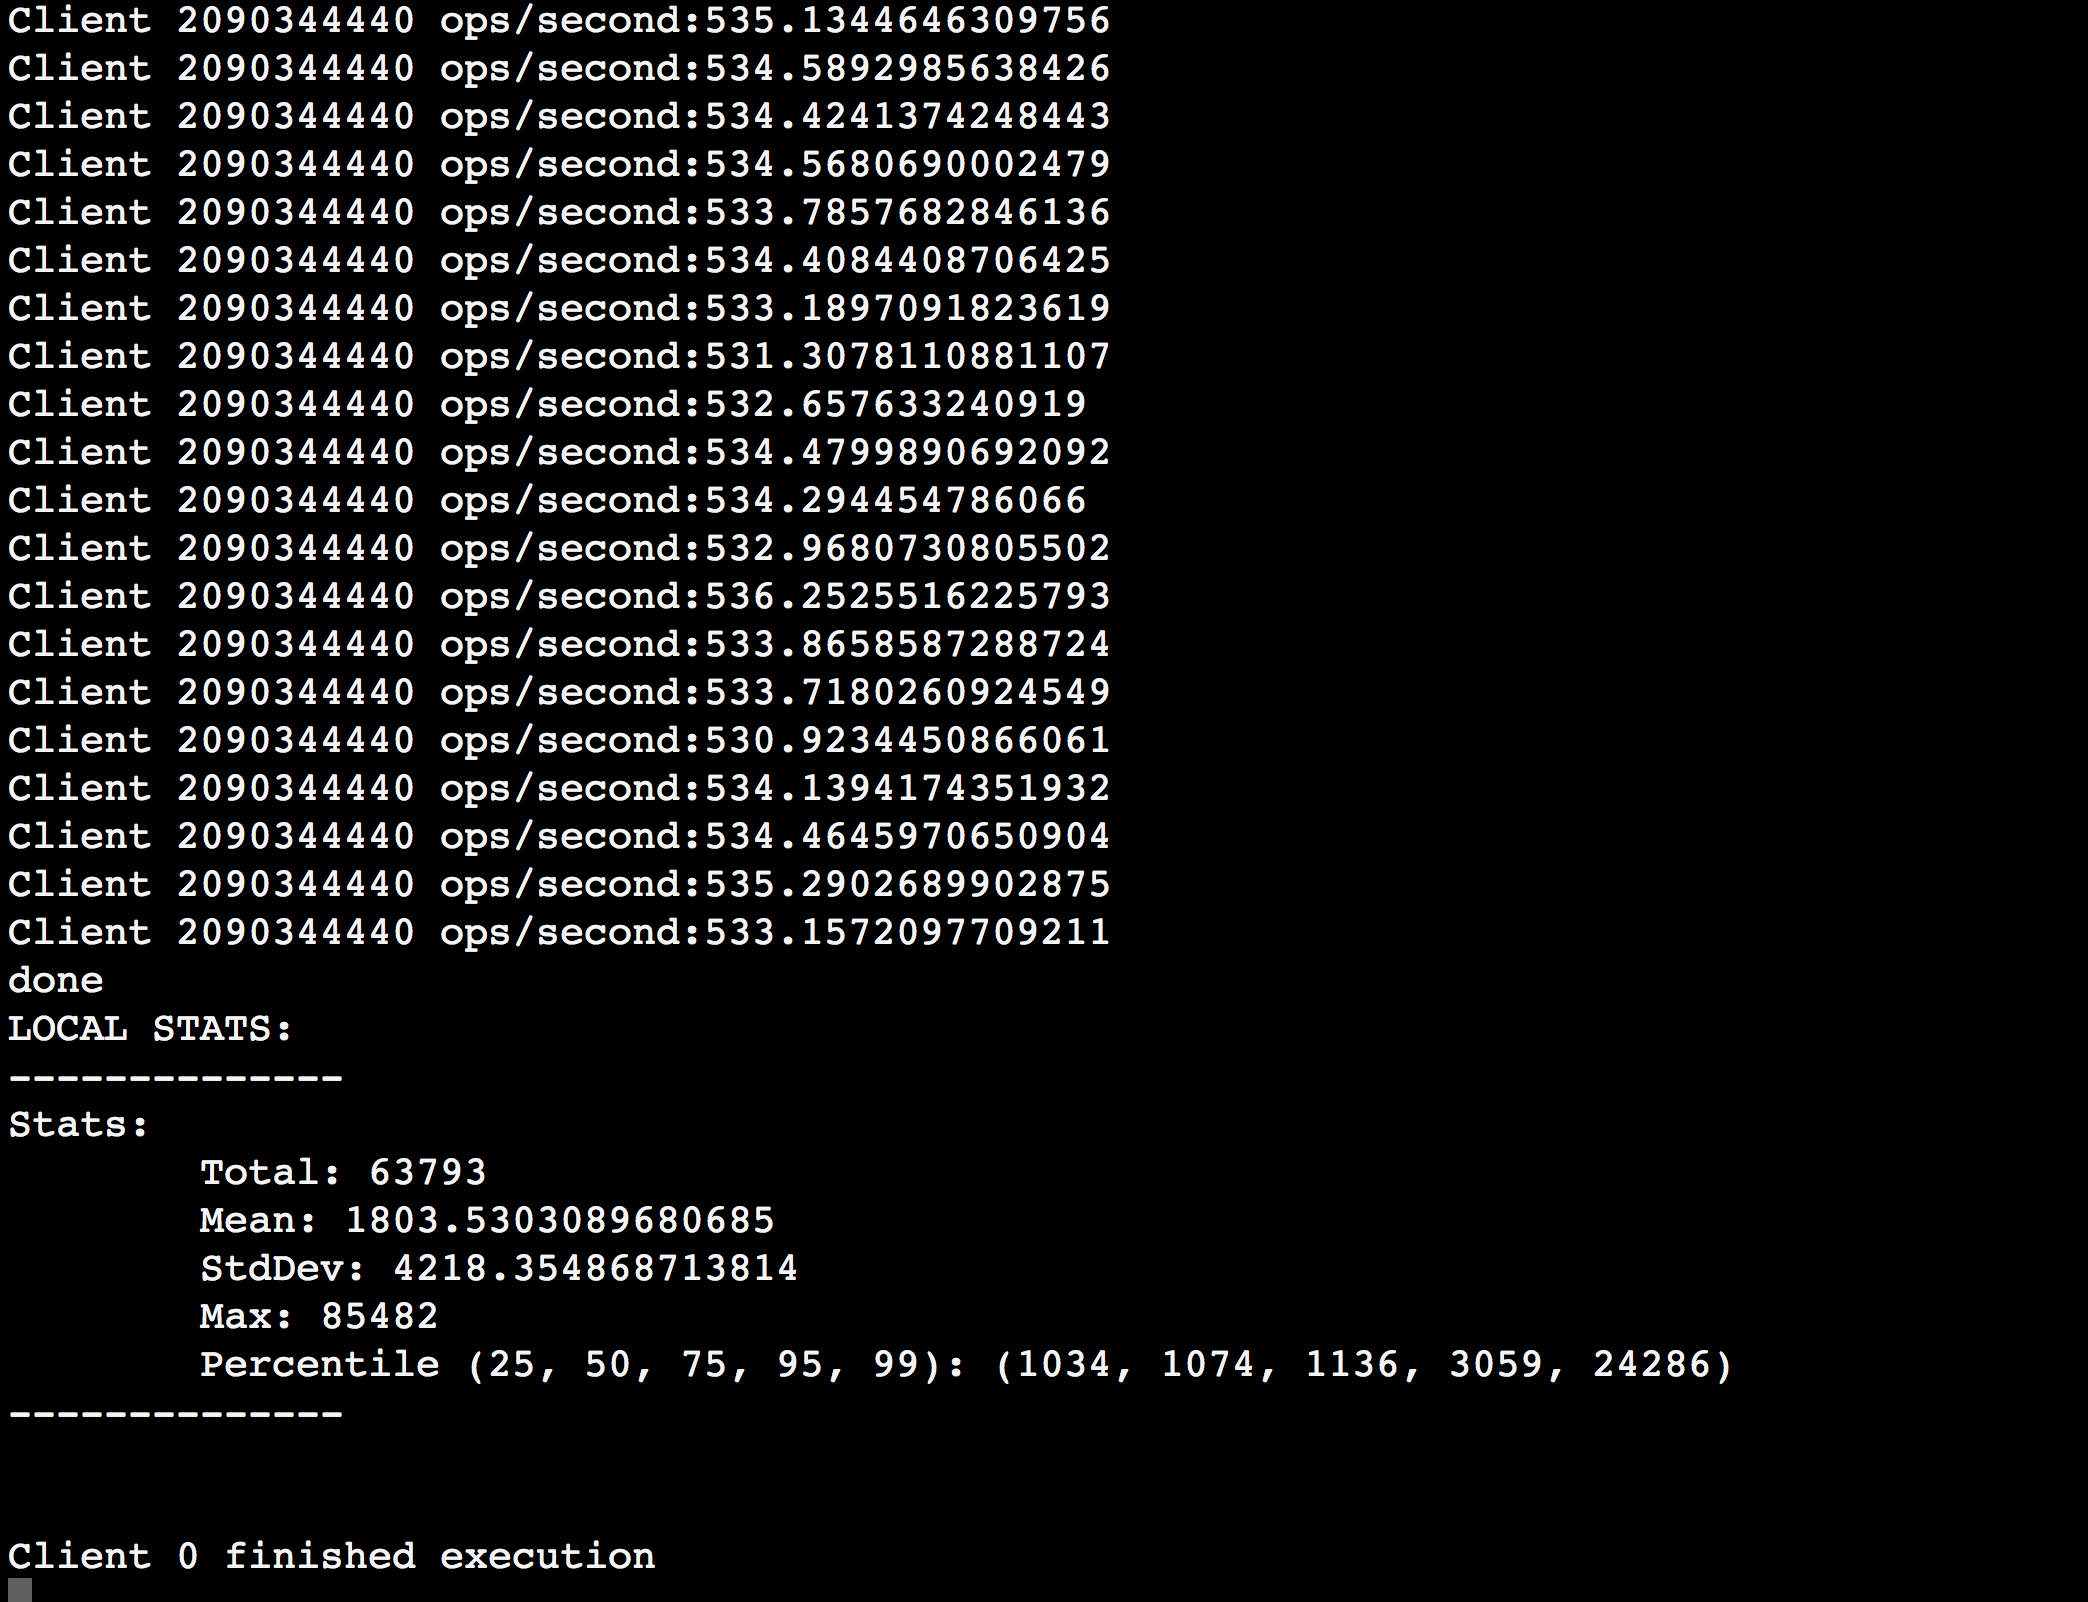 Client 2090344440 ops/second:535.1344646309756
Client 2090344440 ops/second:534.5892985638426
Client 2090344440 ops/second:534.4241374248443
Client 2090344440 ops/second:534.5680690002479
Client 2090344440 ops/second:533.7857682846136
Client 2090344440 ops/second:534.4084408706425
Client 2090344440 ops/second:533.1897091823619
Client 2090344440 ops/second:531.3078110881107
Client 2090344440 ops/second:532.657633240919
Client 2090344440 ops/second:534.4799890692092
Client 2090344440 ops/second:534.294454786066
Client 2090344440 ops/second:532.9680730805502
Client 2090344440 ops/second:536.2525516225793
Client 2090344440 ops/second:533.8658587288724
Client 2090344440 ops/second:533.7180260924549
Client 2090344440 ops/second:530.9234450866061
Client 2090344440 ops/second:534.1394174351932
Client 2090344440 ops/second:534.4645970650904
Client 2090344440 ops/second:535.2902689902875
Client 2090344440 ops/second:533.1572097709211
done
LOCAL STATS:
--------------
Stats:
Total: 63793
Mean: 1803.5303089680685
StdDev: 4218.354868713814
Max: 85482
Percentile (25, 50, 75, 95, 99): (1034, 1074, 1136, 3059, 24286)
--------------
Client 0 finished execution